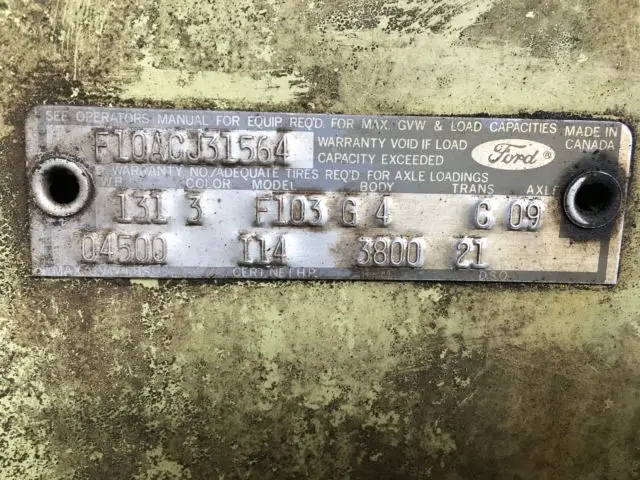 SEE OPERATORS MANUAL FOR EQUIP REQ'D. FOR MAX. GVW & LOAD CAPACITIES MADE IN CANADA
F10ACJ31564 WARRANTY VOID IF LOAD CAPACITY EXCEEDED Ford ®
WARRANTY NO./ADEQUATE TIRES REQ'D. FOR AXLE LOADINGS
WB COLOR MODEL BODY TRANS AXLE
131 3 F103 G 4 C 09
04500 114 3800 21
CERT. NET H.P. D.S.O.